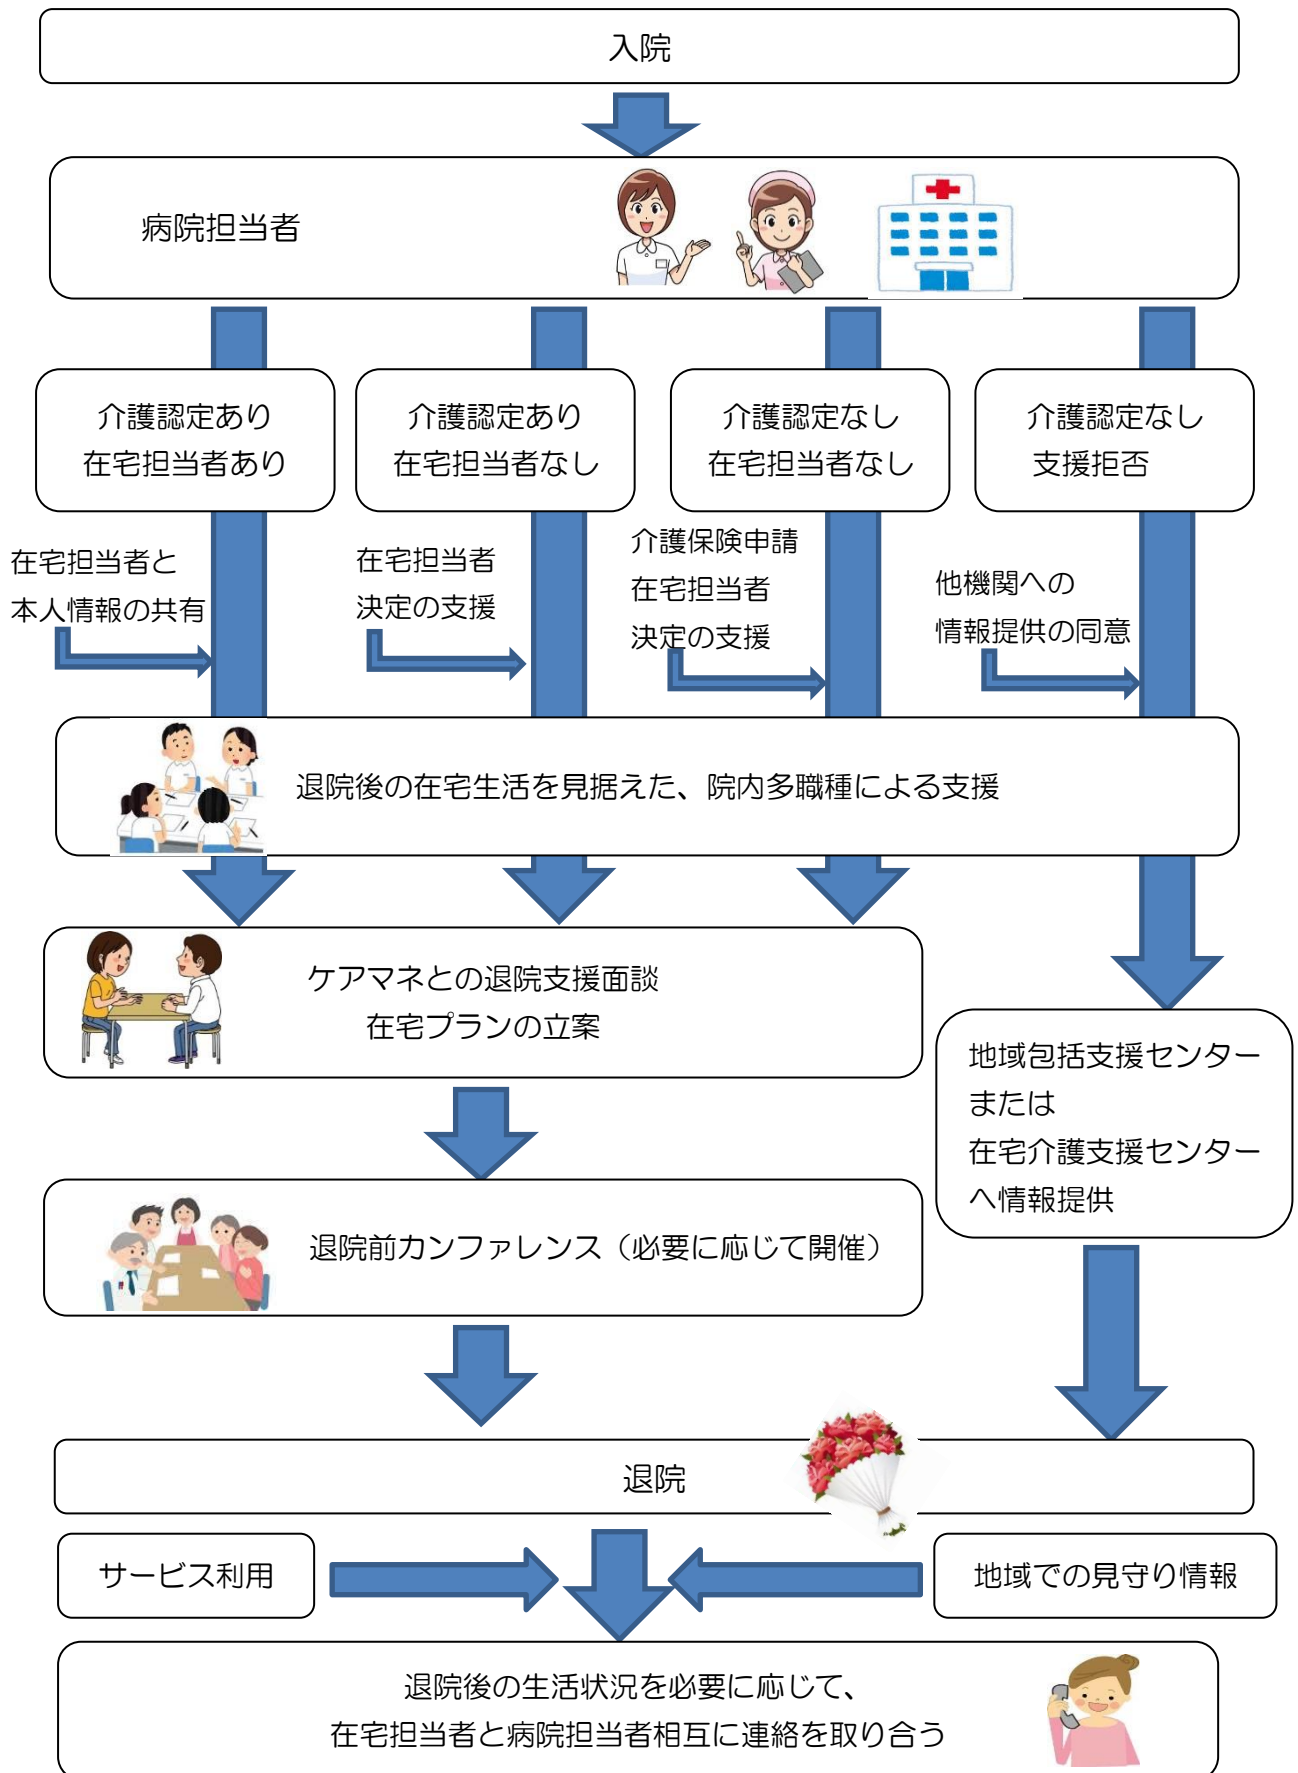 入院
病院担当者
介護認定あり
在宅担当者あり
介護認定あり
在宅担当者なし
介護認定なし
在宅担当者なし
介護認定なし
支援拒否
在宅担当者と
本人情報の共有
在宅担当者
決定の支援
介護保険申請
在宅担当者
決定の支援
他機関への
情報提供の同意
退院後の在宅生活を見据えた、院内多職種による支援
ケアマネとの退院支援面談
在宅プランの立案
地域包括支援センター
または
在宅介護支援センター
へ情報提供
退院前カンファレンス（必要に応じて開催）
退院
サービス利用
地域での見守り情報
退院後の生活状況を必要に応じて、
在宅担当者と病院担当者相互に連絡を取り合う